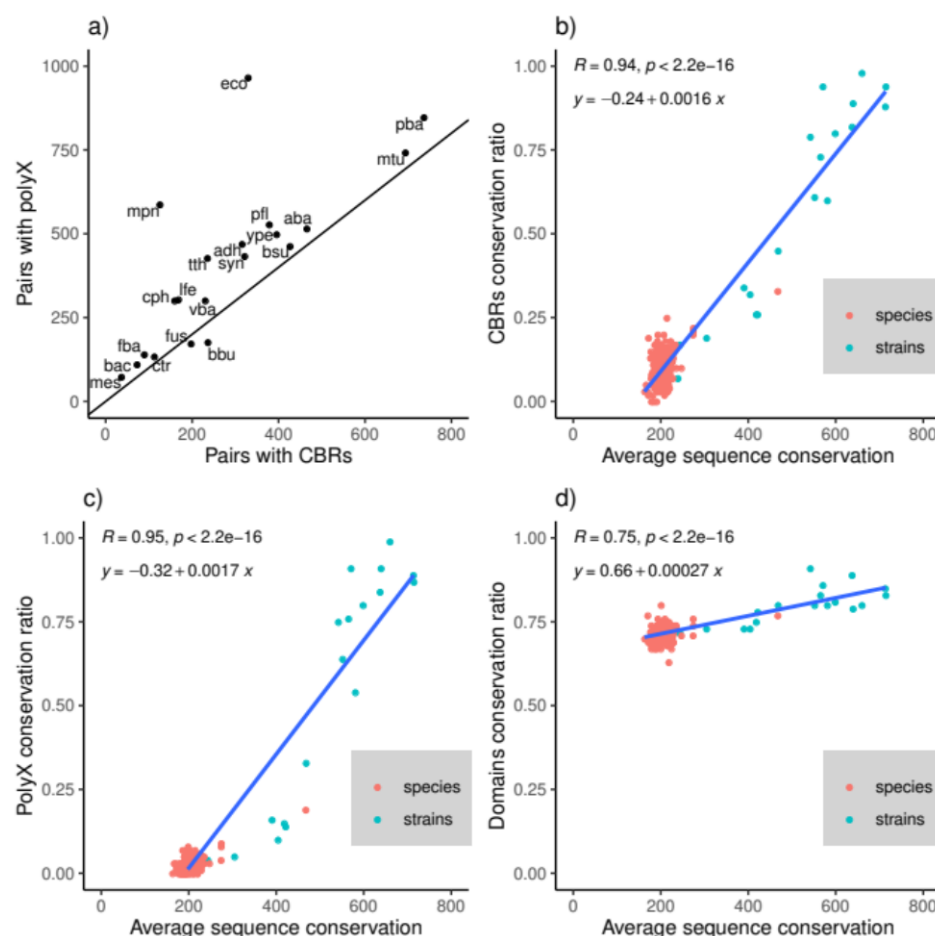 a)
1000
750
500
250
0
Pairs with polyX
eco
pba
mtu
mpn
pfl
aba
ype
adh
bsu
syn
tth
cph
lfe
vba
fus
fba
bbu
bac
ctr
mes
0
200
400
600
800
Pairs with CBRs
b)
R = 0.94, p < 2.2e−16
y = −0.24 + 0.0016 x
1.00
0.75
0.50
0.25
0.00
CBRs conservation ratio
species
strains
0
200
400
600
800
Average sequence conservation
c)
R = 0.95, p < 2.2e−16
y = −0.32 + 0.0017 x
1.00
0.75
0.50
0.25
0.00
PolyX conservation ratio
species
strains
0
200
400
600
800
Average sequence conservation
d)
R = 0.75, p < 2.2e−16
y = 0.66 + 0.00027 x
1.00
0.75
0.50
0.25
0.00
Domains conservation ratio
species
strains
0
200
400
600
800
Average sequence conservation